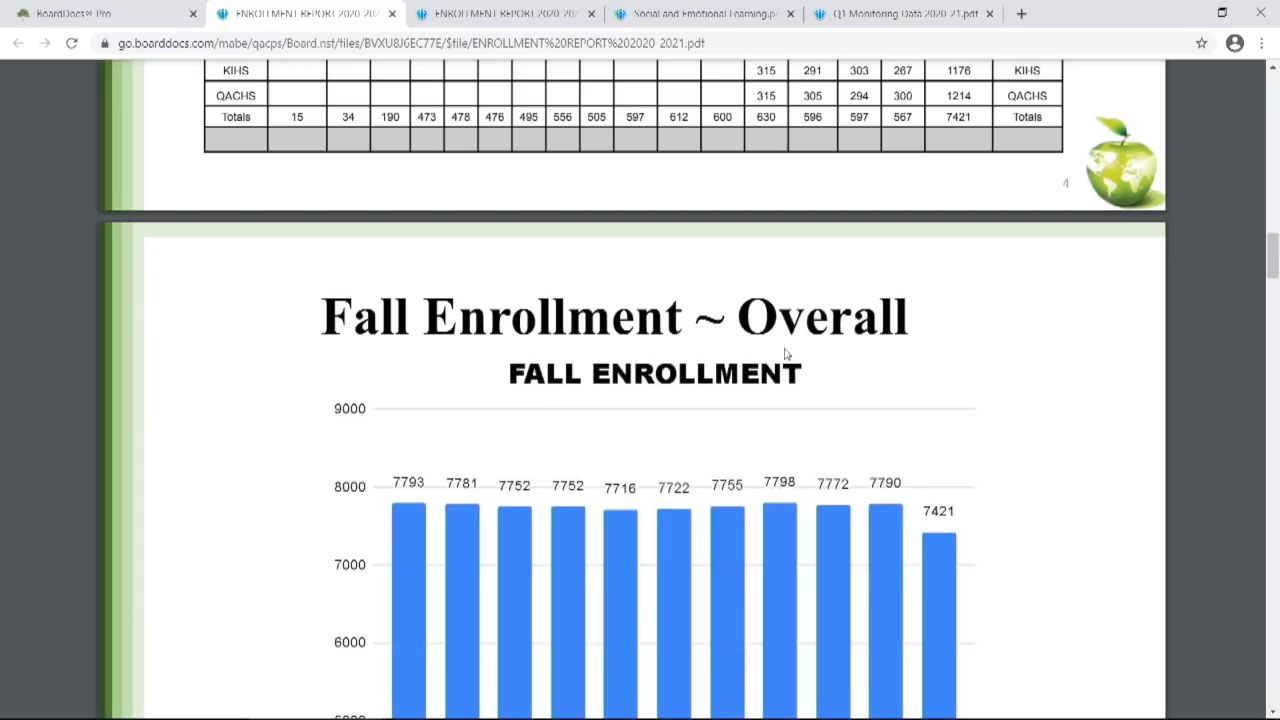 BoardDocs® Pro
ENROLLMENT REPORT 2020-202
ENROLLMENT REPORT 2020-202
Social and Emotional Learning.p
Q1 Monitoring Data 2020-21.pdf
go.boarddocs.com/mabe/qacps/Board.nsf/files/BVXU8J6EC77E/$file/ENROLLMENT%20REPORT%202020-2021.pdf
KIHS 315 291 303 267 1176 KIHS
QACHS 315 305 294 300 1214 QACHS
Totals 15 34 190 473 478 476 495 556 505 597 612 600 630 596 597 567 7421 Totals
4
Fall Enrollment ~ Overall
FALL ENROLLMENT
9000
8000
7000
6000
7793 7781 7752 7752 7716 7722 7755 7798 7772 7790 7421